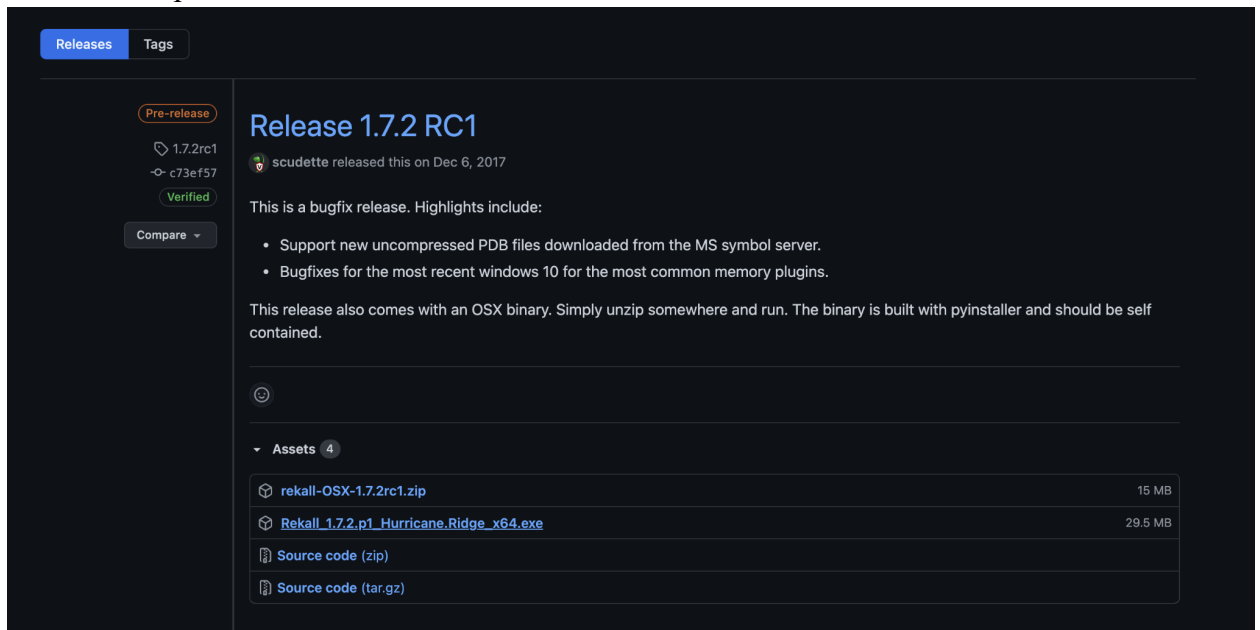 Releases
Tags
Pre-release
1.7.2rc1
c73ef57
Verified
Compare
Release 1.7.2 RC1
scudette released this on Dec 6, 2017
This is a bugfix release. Highlights include:
• Support new uncompressed PDB files downloaded from the MS symbol server.
• Bugfixes for the most recent windows 10 for the most common memory plugins.
This release also comes with an OSX binary. Simply unzip somewhere and run. The binary is built with pyinstaller and should be self
contained.
Assets 4
rekall-OSX-1.7.2rc1.zip 15 MB
Rekall_1.7.2.p1_Hurricane.Ridge_x64.exe 29.5 MB
Source code (zip)
Source code (tar.gz)